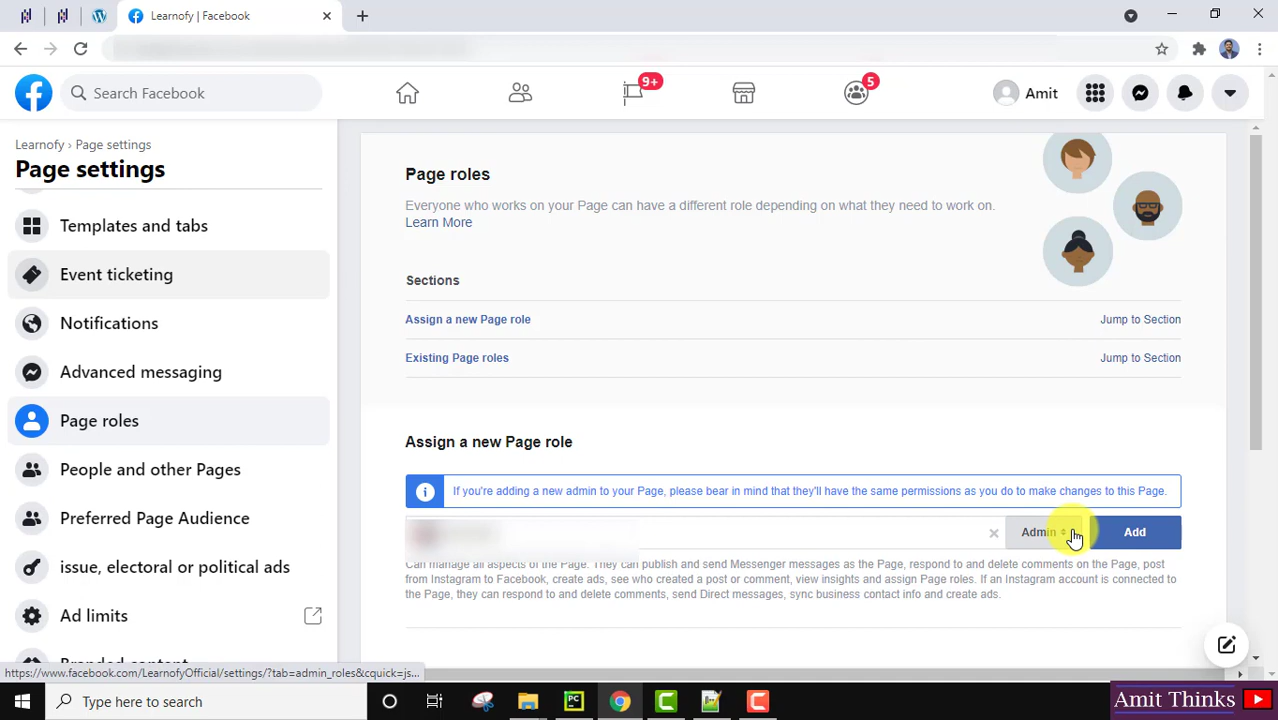 Learnofy | Facebook
Search Facebook
9+
5
Amit
Learnofy › Page settings
Page settings
Templates and tabs
Event ticketing
Notifications
Advanced messaging
Page roles
People and other Pages
Preferred Page Audience
issue, electoral or political ads
Ad limits
Branded content
Page roles
Everyone who works on your Page can have a different role depending on what they need to work on.
Learn More
Sections
Assign a new Page role Jump to Section
Existing Page roles Jump to Section
Assign a new Page role
If you're adding a new admin to your Page, please bear in mind that they'll have the same permissions as you do to make changes to this Page.
Admin Add
Can manage all aspects of the Page. They can publish and send Messenger messages as the Page, respond to and delete comments on the Page, post
from Instagram to Facebook, create ads, see who created a post or comment, view insights and assign Page roles. If an Instagram account is connected to
the Page, they can respond to and delete comments, send Direct messages, sync business contact info and create ads.
https://www.facebook.com/LearnofyOfficial/settings/?tab=admin_roles&cquick=js...
Type here to search
PC
Amit Thinks